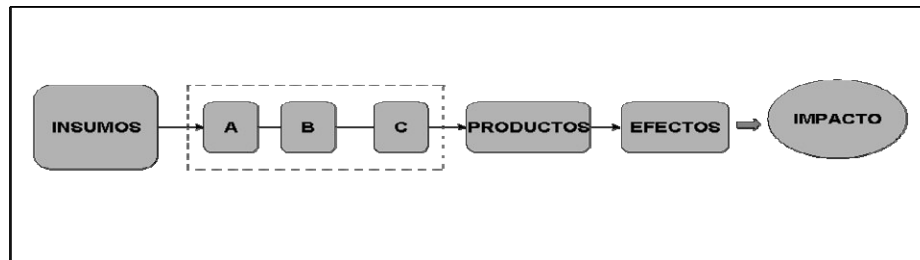 INSUMOS
A
B
C
PRODUCTOS
EFECTOS
IMPACTO